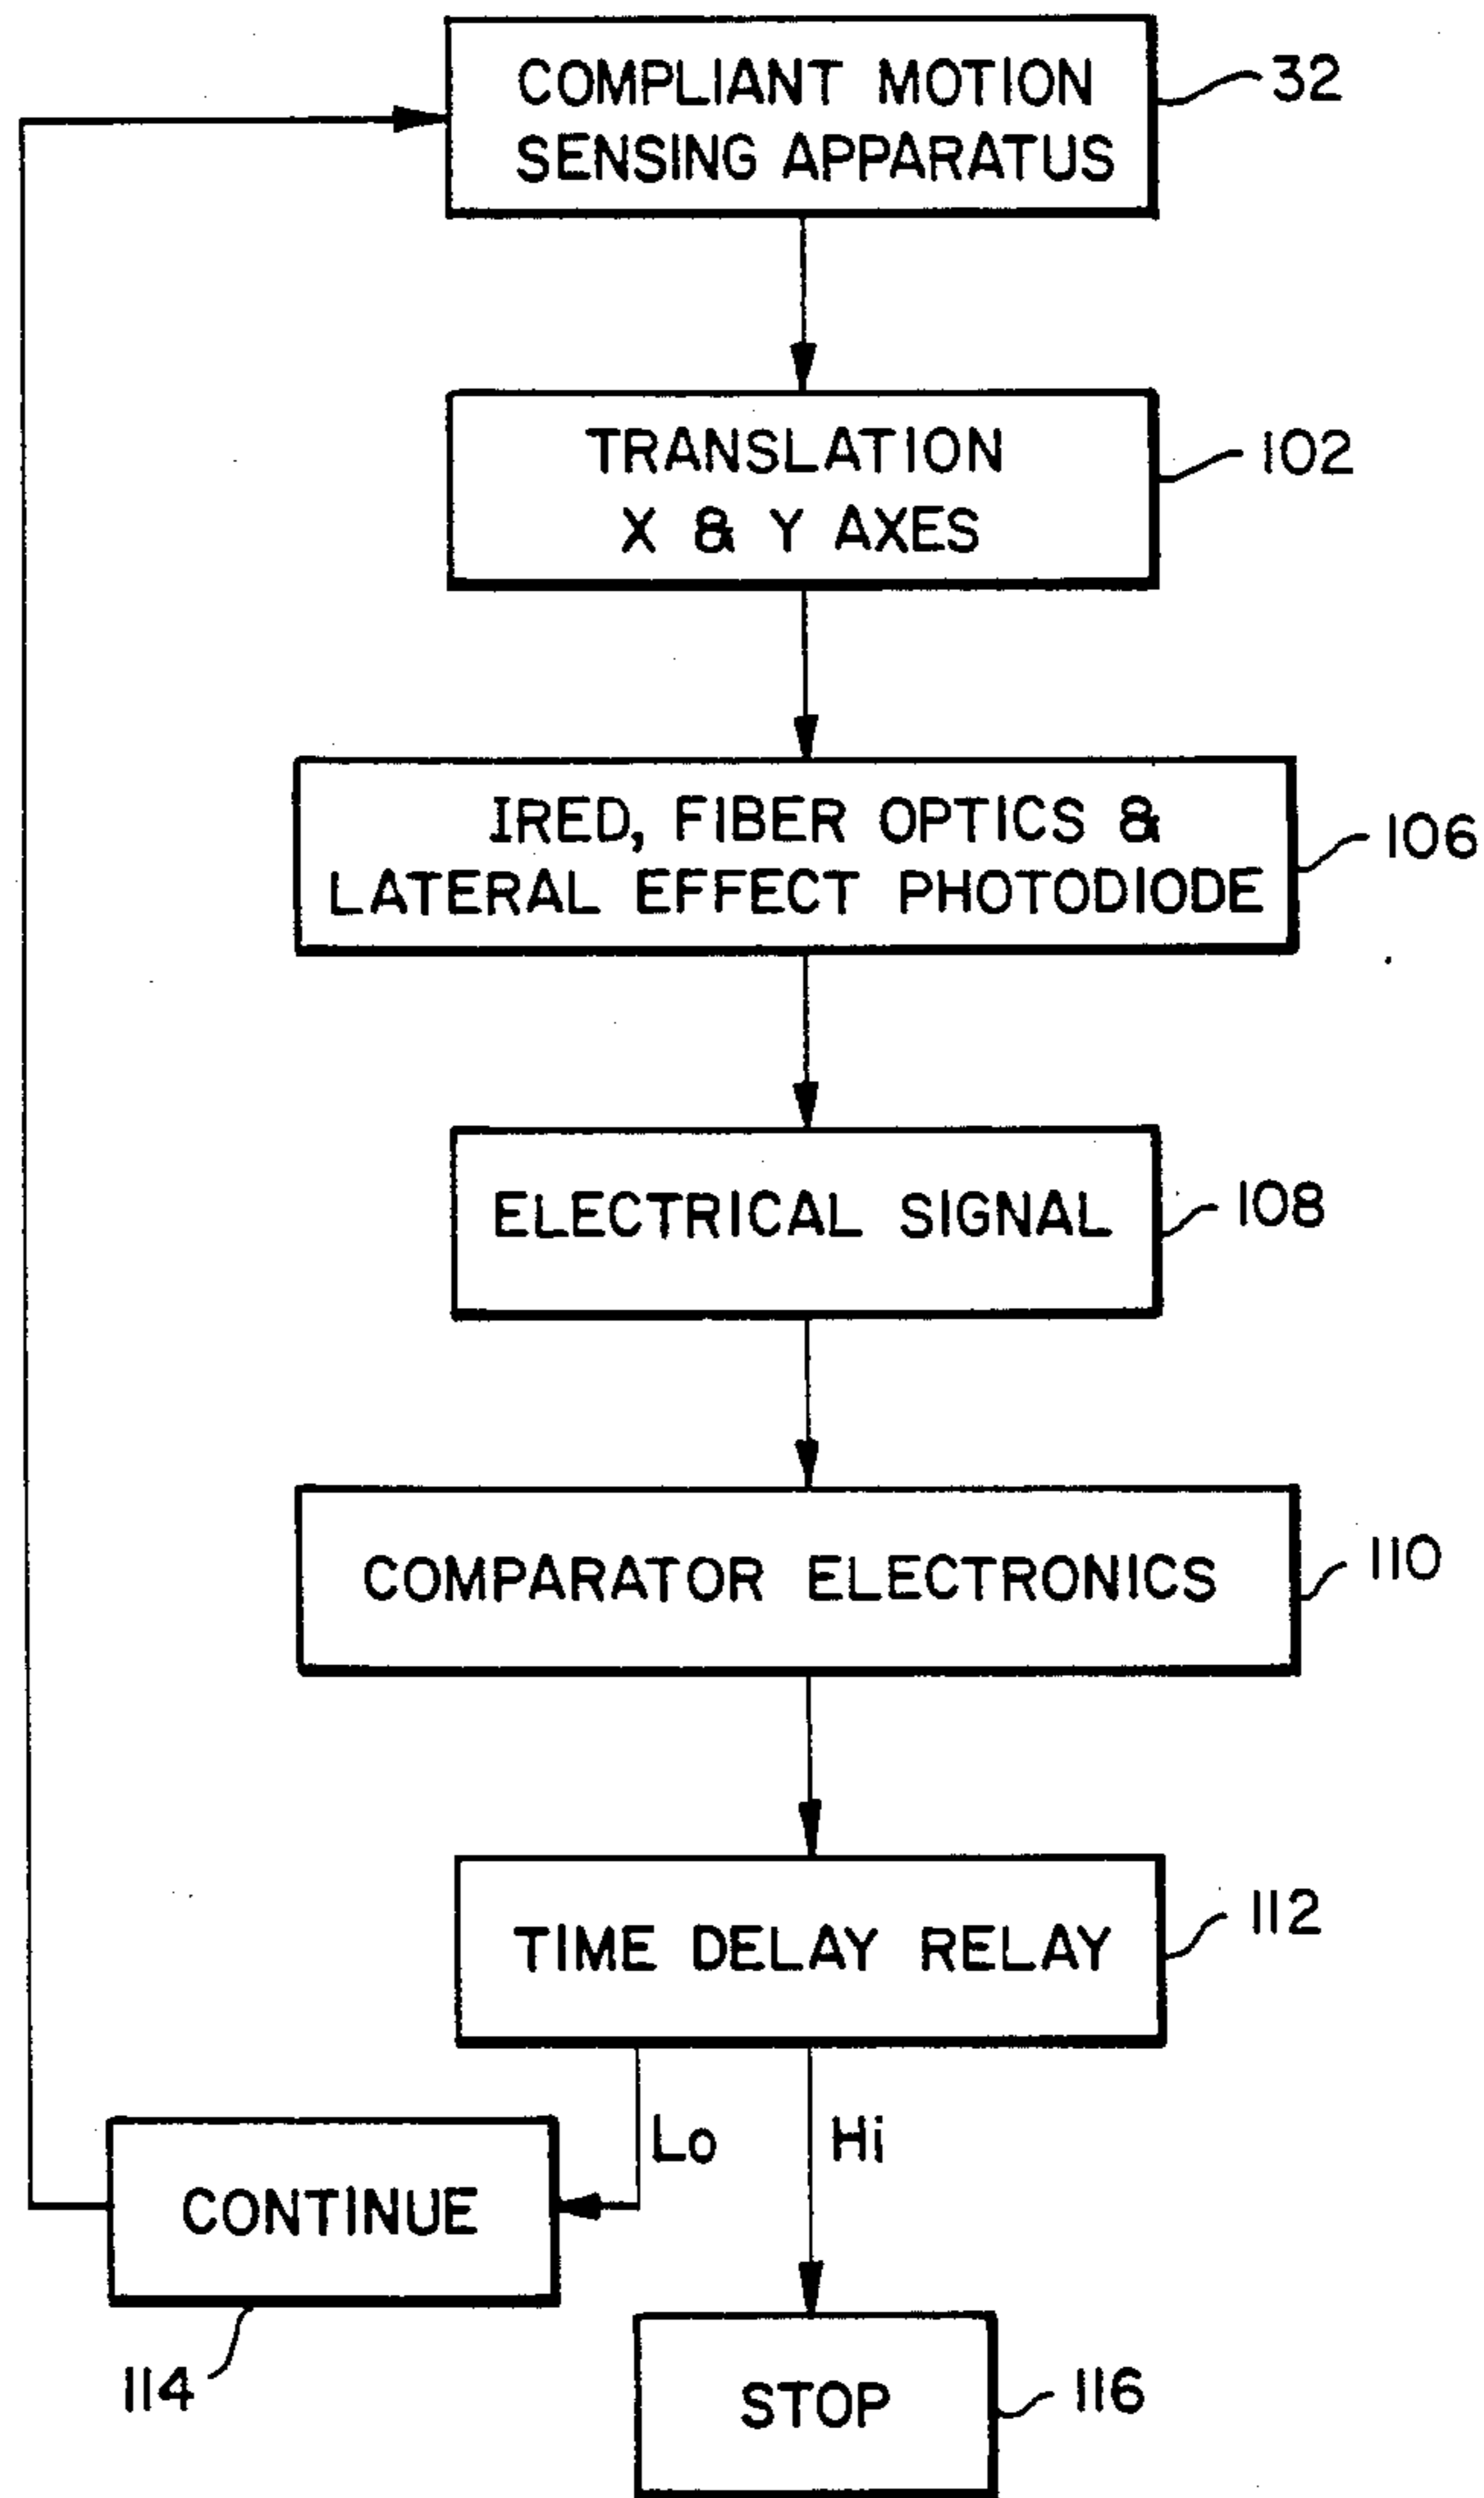 COMPLIANT MOTION
SENSING APPARATUS
32
TRANSLATION
X & Y AXES
102
IRED, FIBER OPTICS &
LATERAL EFFECT PHOTODIODE
106
ELECTRICAL SIGNAL
108
COMPARATOR ELECTRONICS
110
TIME DELAY RELAY
112
Lo
Hi
CONTINUE
114
STOP
116